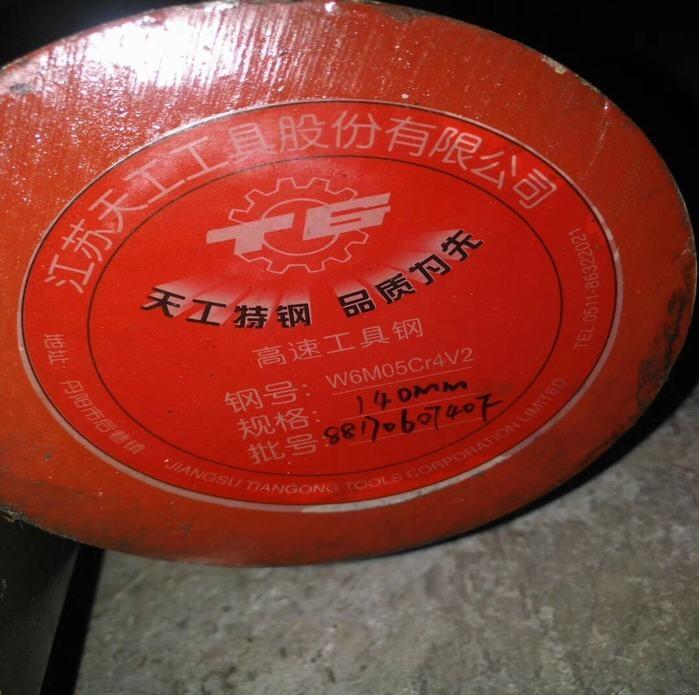 江苏天工工具股份有限公司
TG
天工特钢 品质为先
高速工具钢
钢号: W6M05Cr4V2
规格: 140mm
批号:
地址: 丹阳市后巷镇
JIANGSU TIANGONG TOOLS CORPORATION LIMITED
TEL:0511-86322021